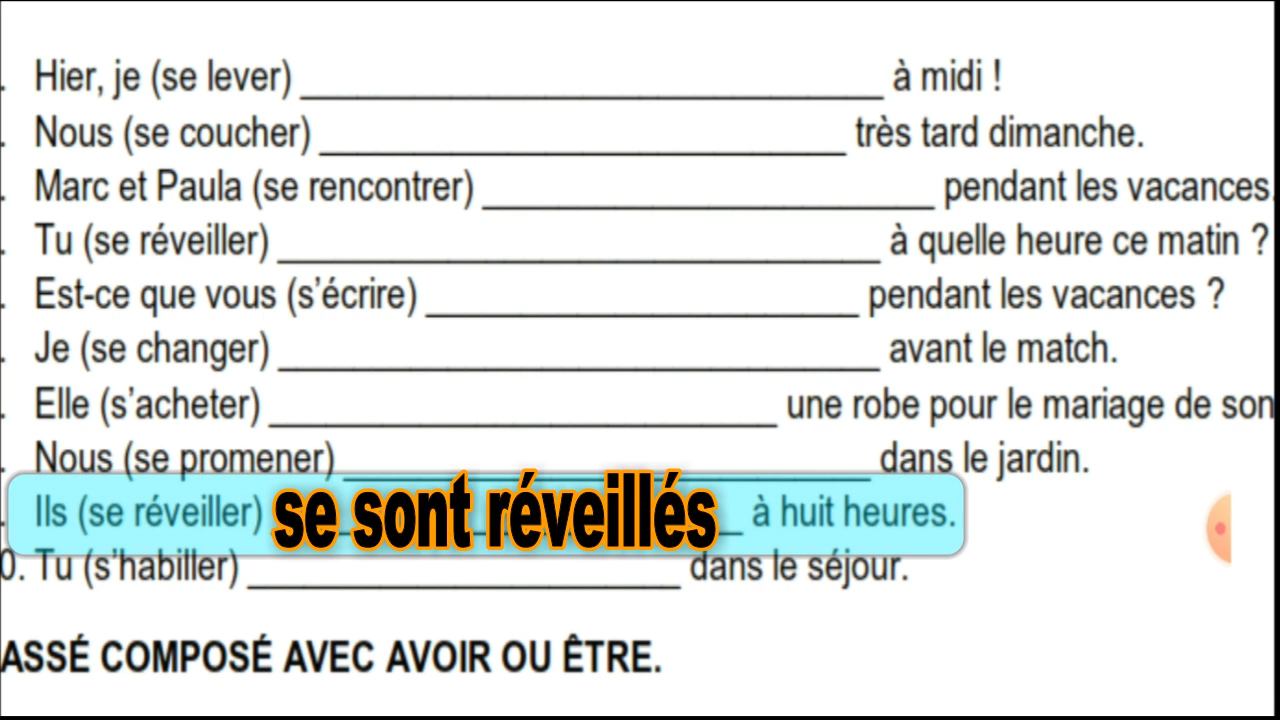 . Hier, je (se lever) ______________________________ à midi !
. Nous (se coucher) ___________________________ très tard dimanche.
. Marc et Paula (se rencontrer) _______________________ pendant les vacances.
. Tu (se réveiller) _______________________________ à quelle heure ce matin ?
. Est-ce que vous (s’écrire) ______________________ pendant les vacances ?
. Je (se changer) _______________________________ avant le match.
. Elle (s’acheter) __________________________ une robe pour le mariage de son
. Nous (se promener) ___________________________ dans le jardin.
. Ils (se réveiller) se sont réveillés _ à huit heures.
0. Tu (s’habiller) ______________________ dans le séjour.
ASSÉ COMPOSÉ AVEC AVOIR OU ÊTRE.